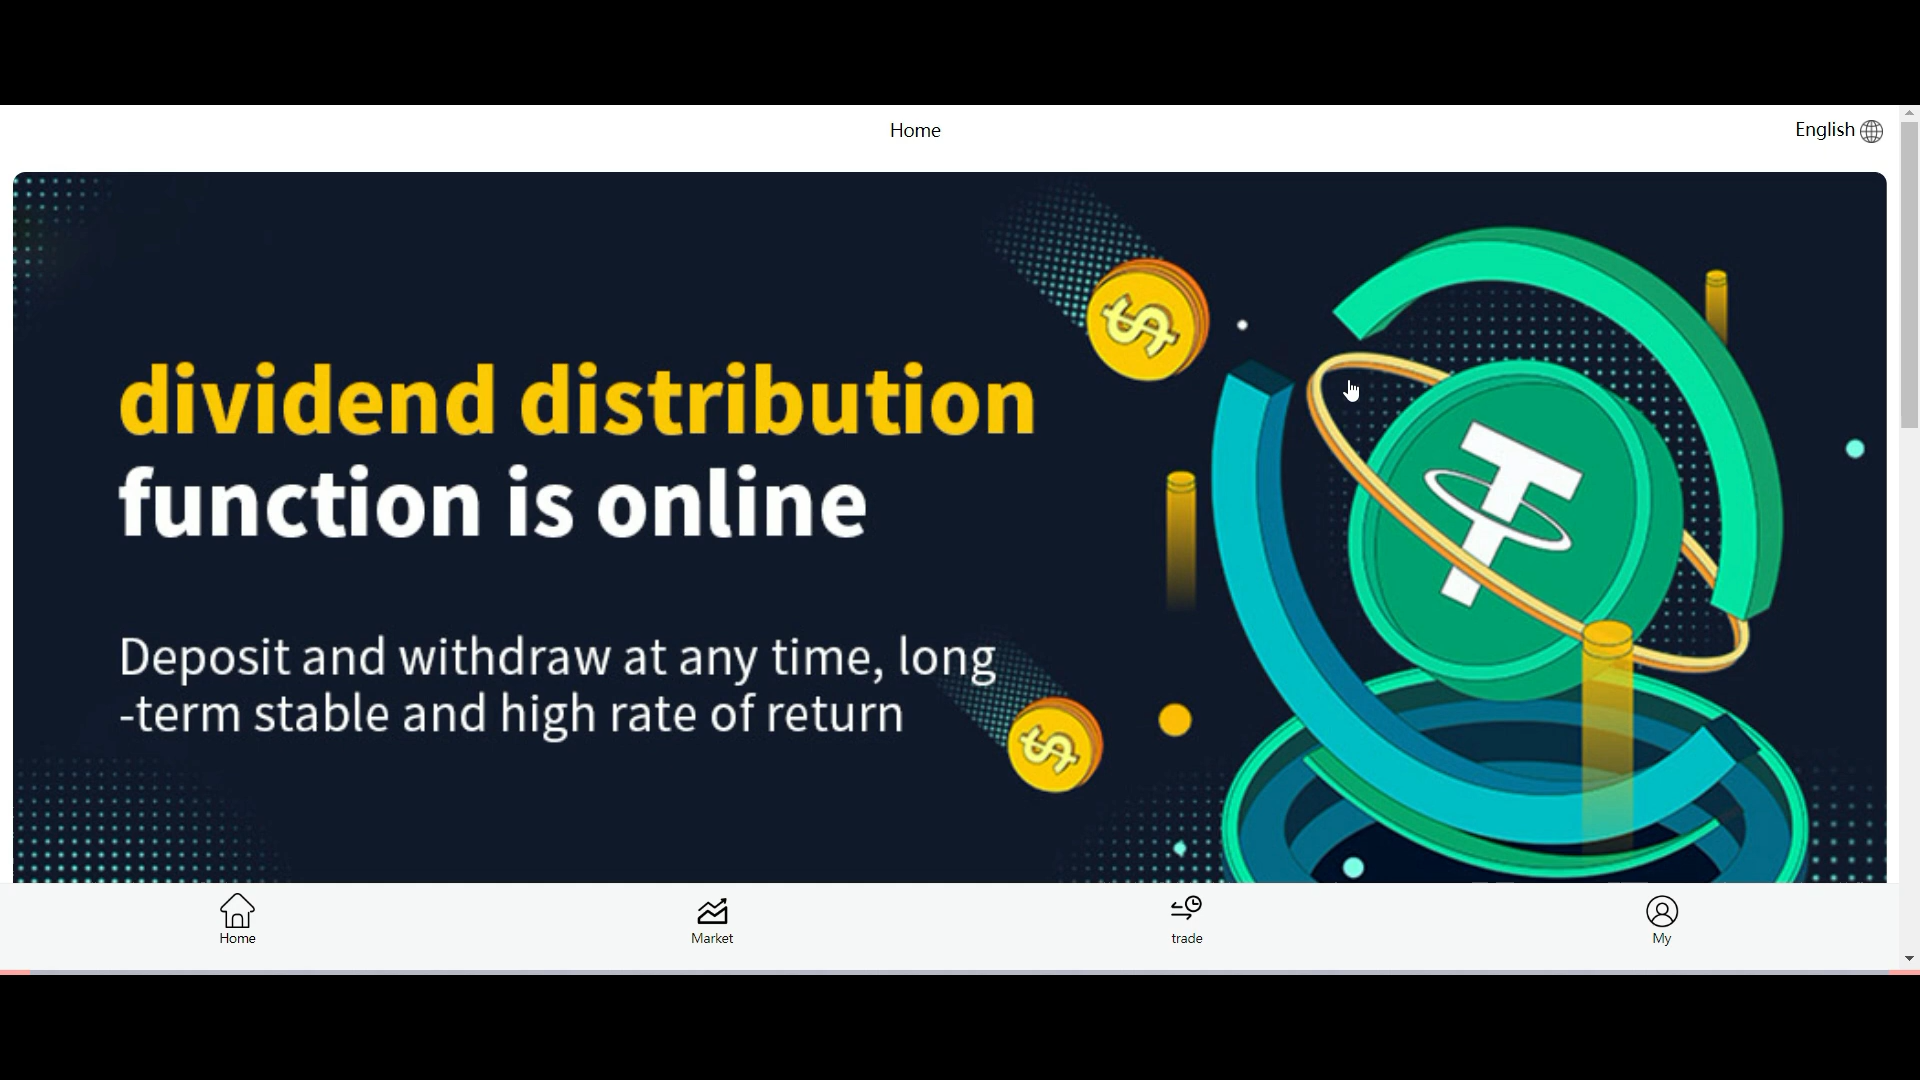 Home
English
dividend distribution
function is online
Deposit and withdraw at any time, long
-term stable and high rate of return
Home
Market
trade
My